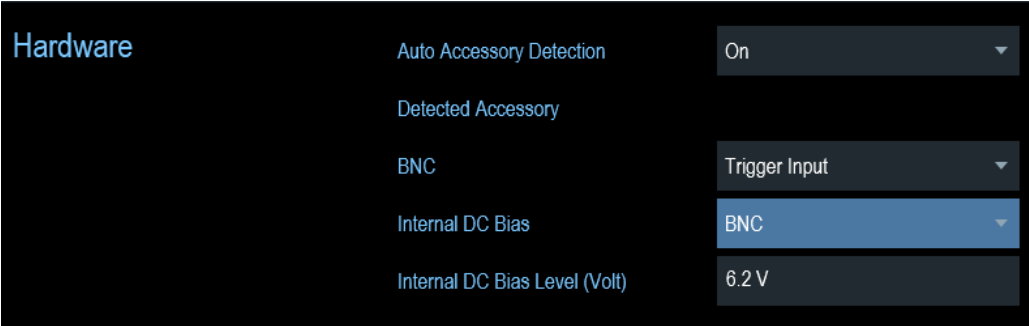 Hardware
Auto Accessory Detection On
Detected Accessory
BNC Trigger Input
Internal DC Bias BNC
Internal DC Bias Level (Volt) 6.2 V